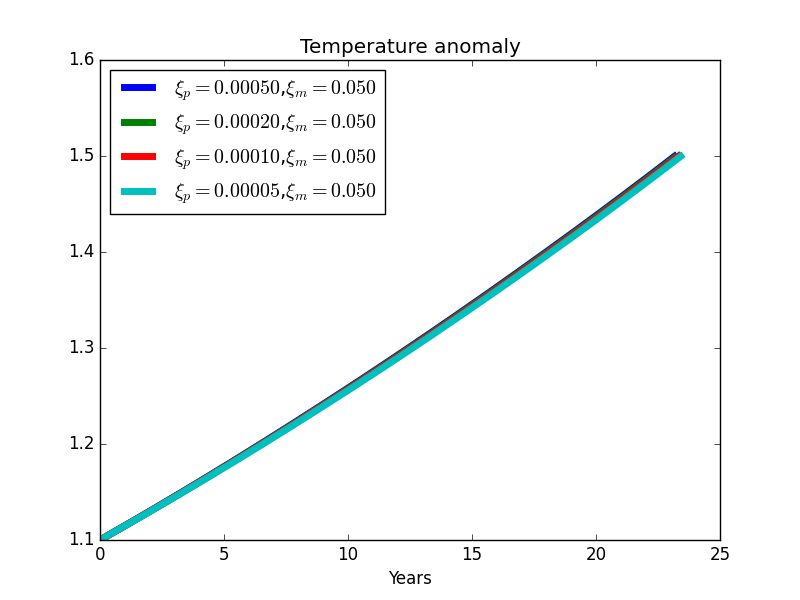 Temperature anomaly
1.6
ξₚ = 0.00050,ξₘ = 0.050
ξₚ = 0.00020,ξₘ = 0.050
1.5
ξₚ = 0.00010,ξₘ = 0.050
ξₚ = 0.00005,ξₘ = 0.050
1.4
1.3
1.2
1.1
0 5 10 15 20 25
Years